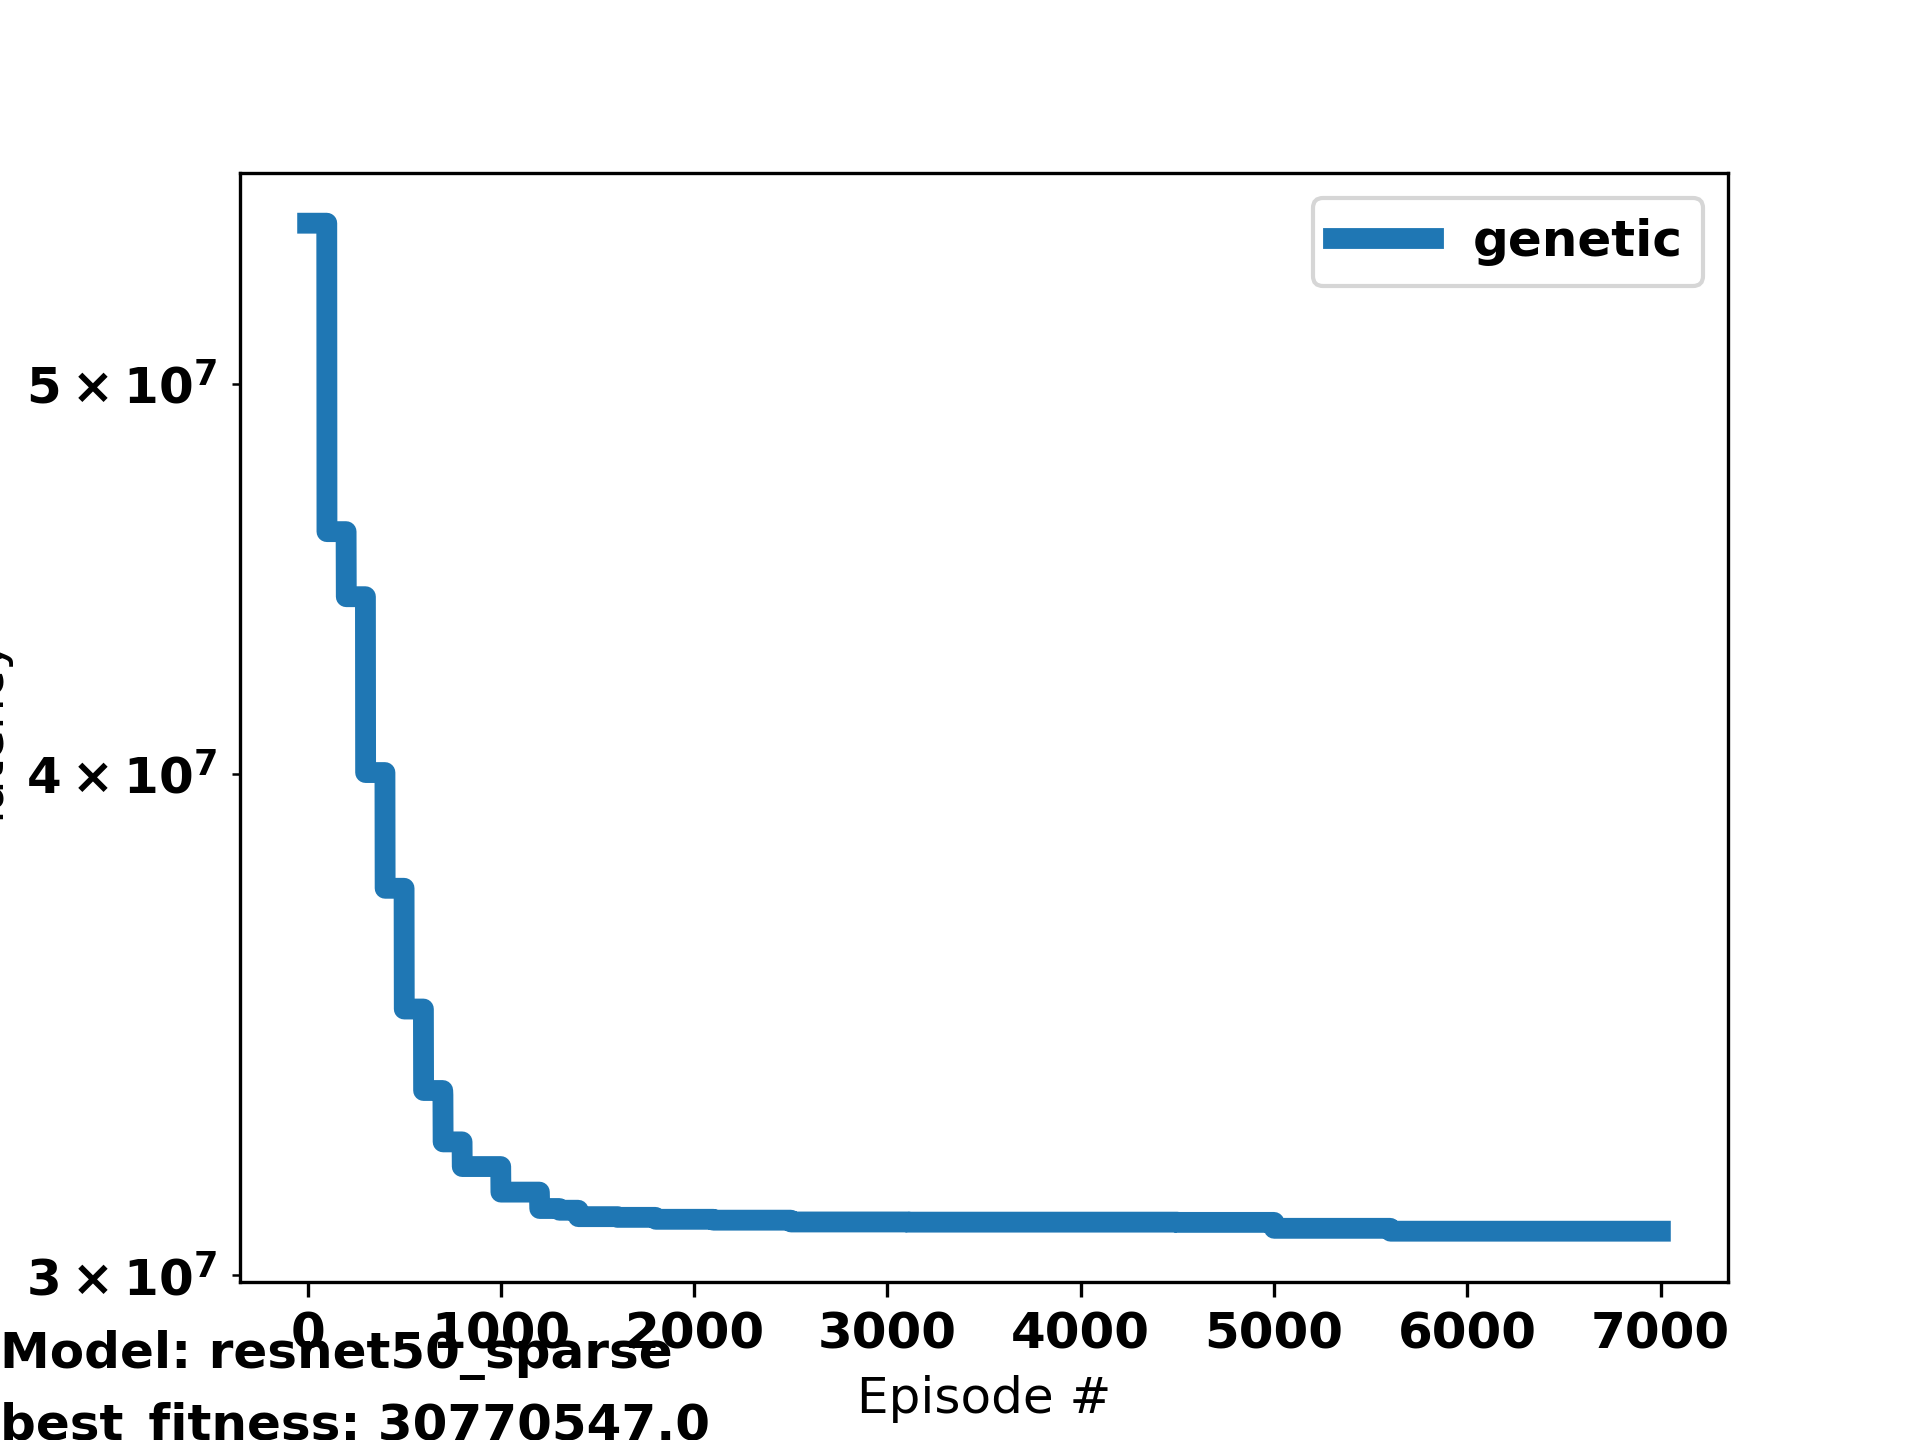 genetic
5 × 10⁷
4 × 10⁷
3 × 10⁷
0 1000 2000 3000 4000 5000 6000 7000
Episode #
Model: resnet50_sparse
best_fitness: 30770547.0